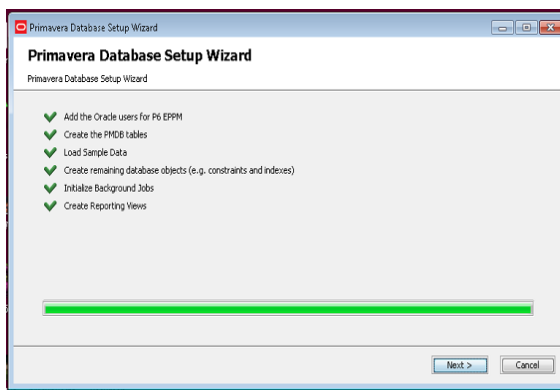 Primavera Database Setup Wizard
Primavera Database Setup Wizard
Primavera Database Setup Wizard
Add the Oracle users for P6 EPPM
Create the PMDB tables
Load Sample Data
Create remaining database objects (e.g. constraints and indexes)
Initialize Background Jobs
Create Reporting Views
Next >
Cancel